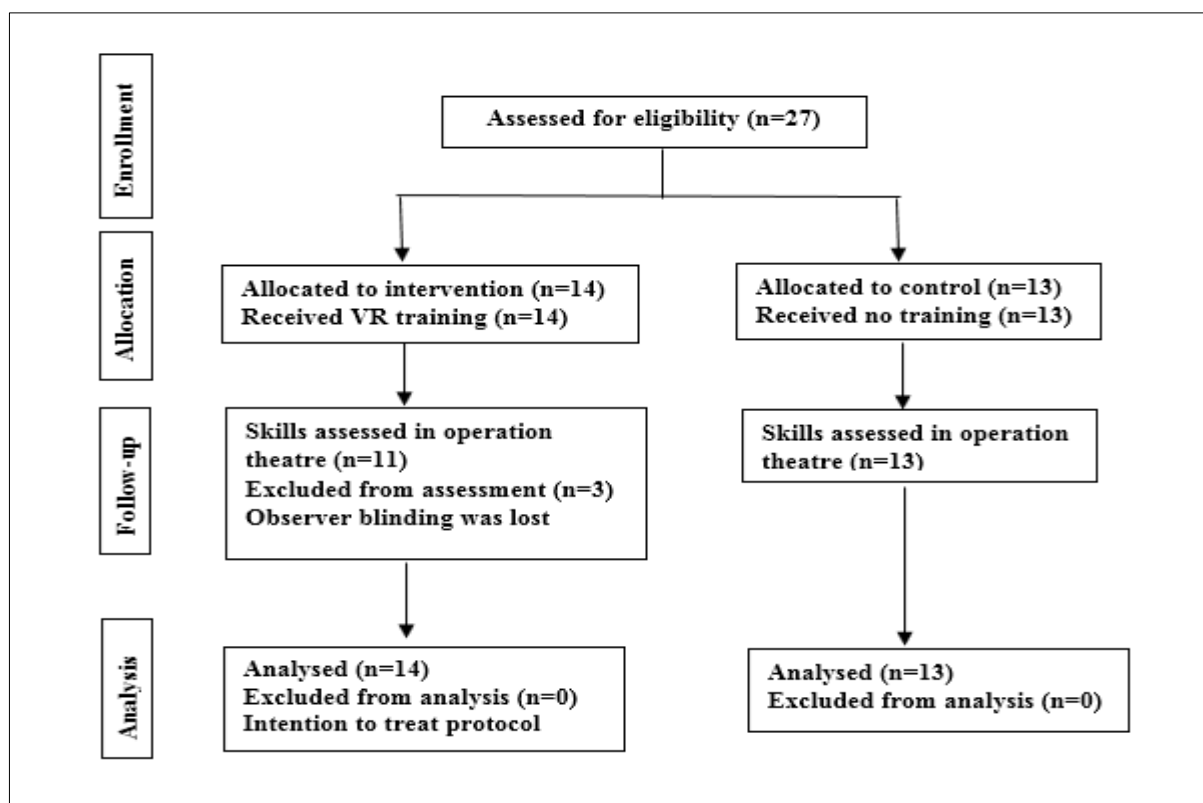 Enrollment
Assessed for eligibility (n=27)
Allocation
Allocated to intervention (n=14)
Received VR training (n=14)
Allocated to control (n=13)
Received no training (n=13)
Follow-up
Skills assessed in operation
theatre (n=11)
Excluded from assessment (n=3)
Observer blinding was lost
Skills assessed in operation
theatre (n=13)
Analysis
Analysed (n=14)
Excluded from analysis (n=0)
Intention to treat protocol
Analysed (n=13)
Excluded from analysis (n=0)